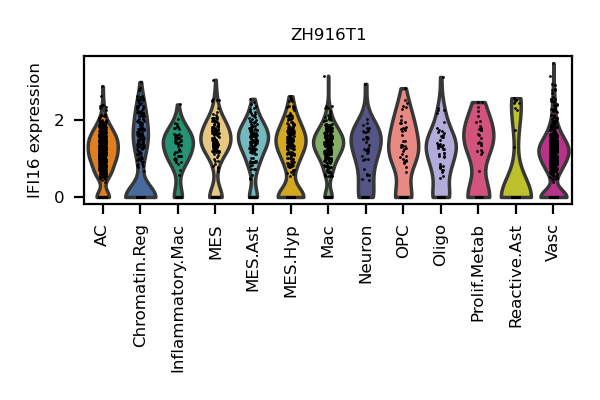 ZH916T1
IFI16 expression
2
0
AC
Chromatin.Reg
Inflammatory.Mac
MES
MES.Ast
MES.Hyp
Mac
Neuron
OPC
Oligo
Prolif.Metab
Reactive.Ast
Vasc